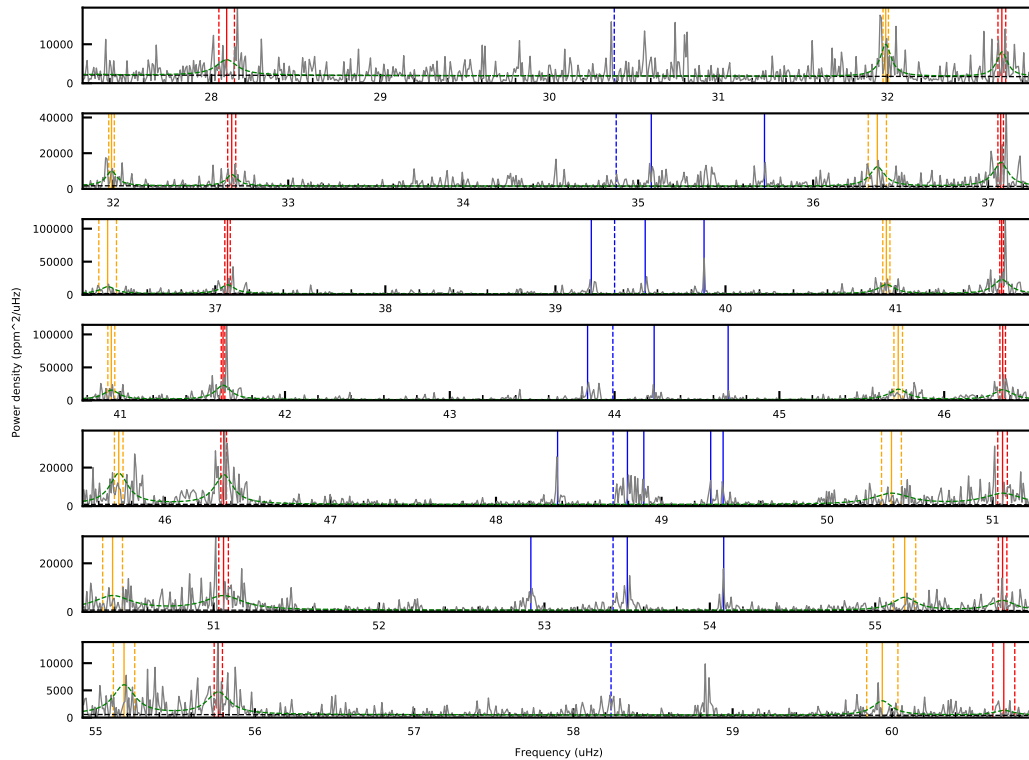 10000
0
28 29 30 31 32
40000
20000
0
32 33 34 35 36 37
100000
50000
0
37 38 39 40 41
100000
50000
0
41 42 43 44 45 46
20000
0
46 47 48 49 50 51
20000
0
51 52 53 54 55
10000
5000
0
55 56 57 58 59 60
Power density (ppm^2/uHz)
Frequency (uHz)